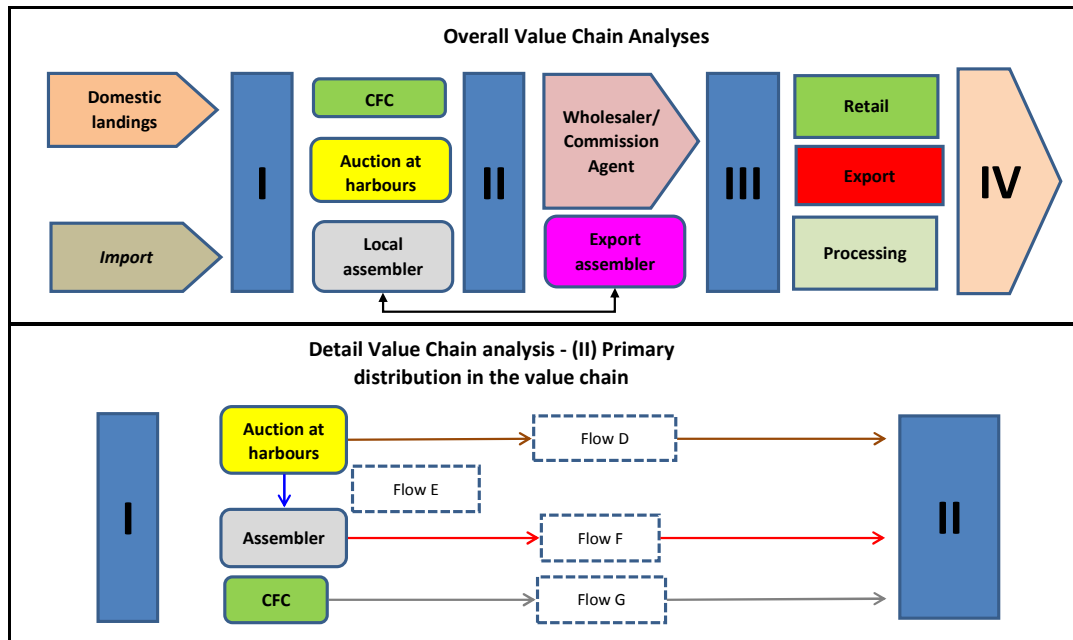 Overall Value Chain Analyses
Domestic
landings
Import
I
CFC
Auction at
harbours
Local
assembler
II
Wholesaler/
Commission
Agent
Export
assembler
III
Retail
Export
Processing
IV
Detail Value Chain analysis - (II) Primary
distribution in the value chain
I
Auction at
harbours
Flow D
Flow E
Assembler
Flow F
CFC
Flow G
II